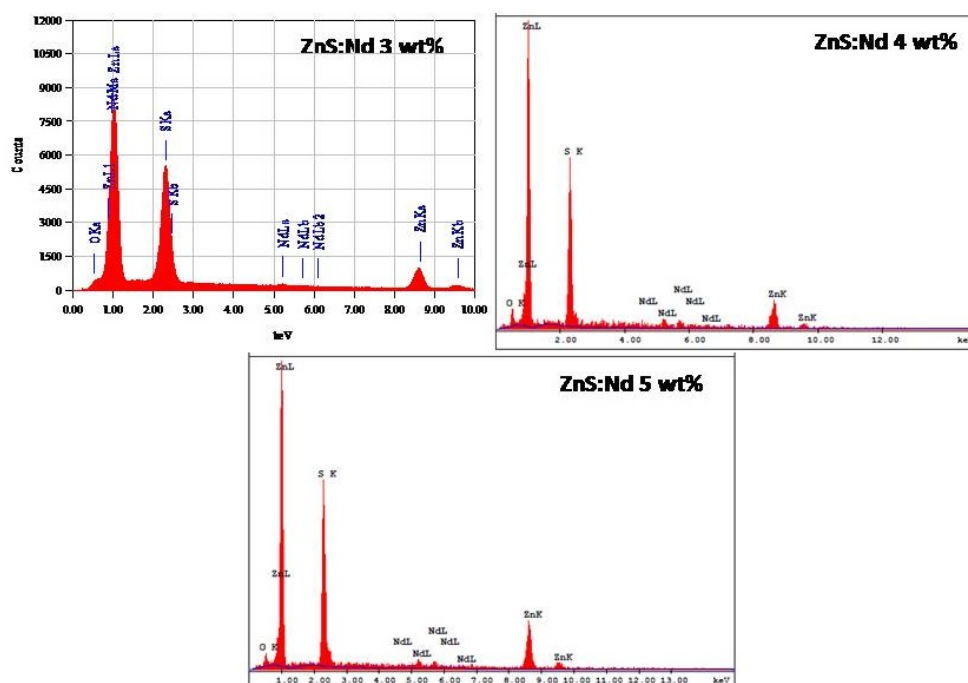 ZnS:Nd 3 wt%
12000
10500
9000
7500
6000
4500
3000
1500
0
Counts
O Ka
ZnLl
NdMa ZnLa
S Ka
S Kb
NdLa
NdLb
NdLb2
ZnKa
ZnKb
0.00 1.00 2.00 3.00 4.00 5.00 6.00 7.00 8.00 9.00 10.00
keV
ZnS:Nd 4 wt%
ZnL
S K
ZnL
O K
NdL
NdL NdL
NdL NdL
ZnK
ZnK
2.00 4.00 6.00 8.00 10.00 12.00 ke
ZnS:Nd 5 wt%
ZnL
S K
ZnL
O K
NdL
NdL NdL
NdL NdL
ZnK
ZnK
1.00 2.00 3.00 4.00 5.00 6.00 7.00 8.00 9.00 10.00 11.00 12.00 13.00 keV